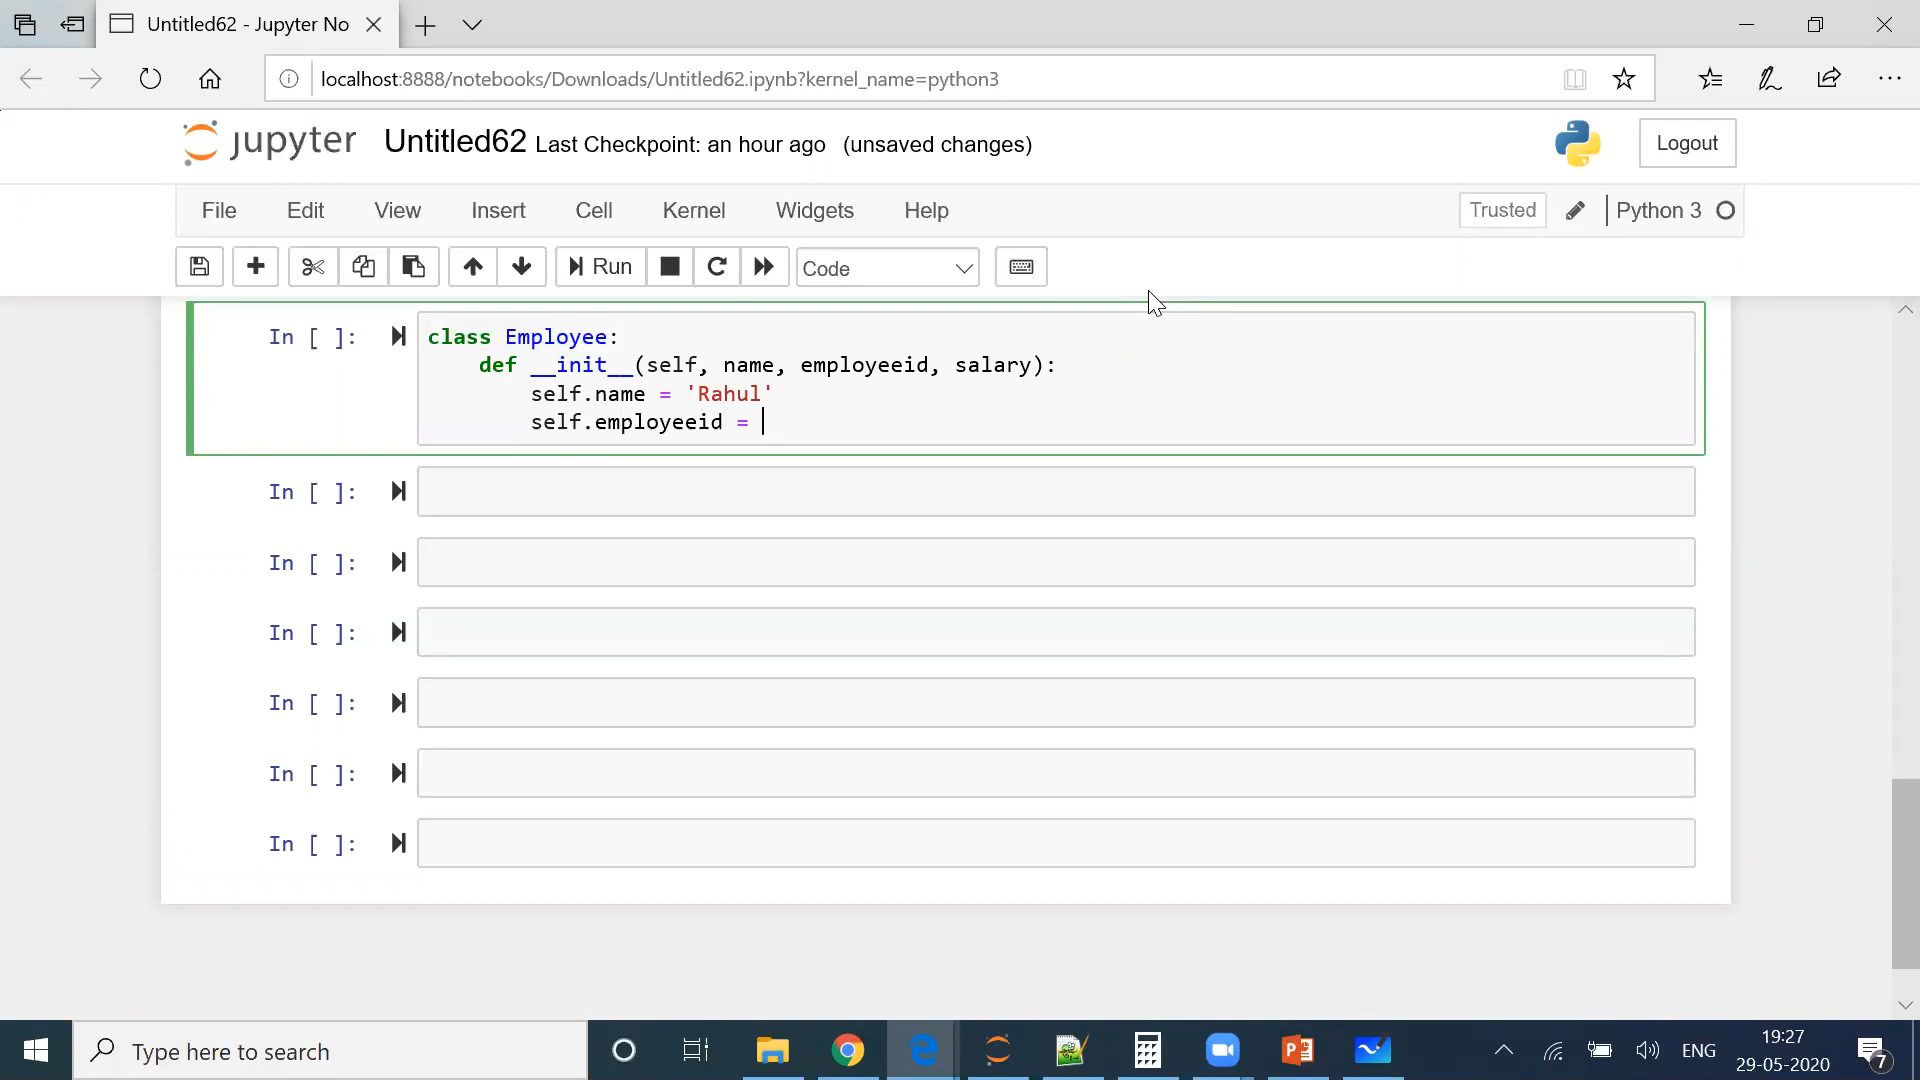 Untitled62 - Jupyter No
localhost:8888/notebooks/Downloads/Untitled62.ipynb?kernel_name=python3
jupyter Untitled62 Last Checkpoint: an hour ago (unsaved changes)
Logout
File Edit View Insert Cell Kernel Widgets Help
Trusted Python 3
Run Code
In [ ]: class Employee:
def __init__(self, name, employeeid, salary):
self.name = 'Rahul'
self.employeeid =
In [ ]:
In [ ]:
In [ ]:
In [ ]:
In [ ]:
In [ ]:
Type here to search
ENG
19:27
29-05-2020
7